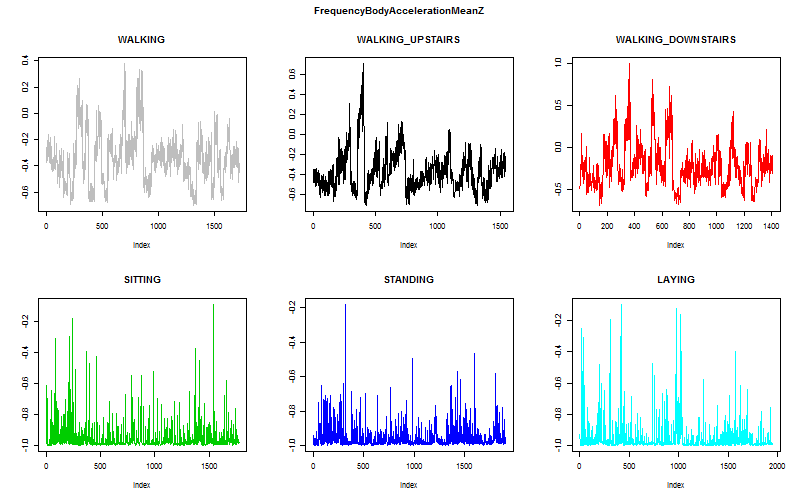 FrequencyBodyAccelerationMeanZ
WALKING WALKING_UPSTAIRS WALKING_DOWNSTAIRS
0.4
0.2
0.0
-0.2
-0.4
-0.6
0 500 1000 1500
Index
0.6
0.4
0.2
0.0
-0.2
-0.4
-0.6
0 500 1000 1500
Index
1.0
0.5
0.0
-0.5
0 200 400 600 800 1000 1200 1400
Index
SITTING STANDING LAYING
-0.2
-0.4
-0.6
-0.8
-1.0
0 500 1000 1500
Index
-0.2
-0.4
-0.6
-0.8
-1.0
0 500 1000 1500
Index
-0.2
-0.4
-0.6
-0.8
-1.0
0 500 1000 1500 2000
Index